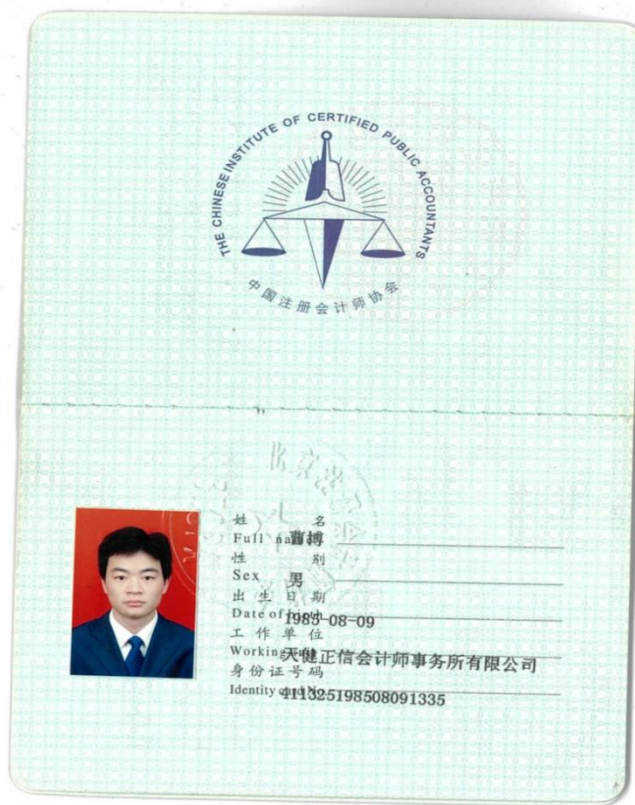 THE CHINESE INSTITUTE OF CERTIFIED PUBLIC ACCOUNTANTS
中国注册会计师协会
姓 名
Full name 曹博
性 别
Sex 男
出生日期
Date of birth 1985-08-09
工作单位
Working unit 天健正信会计师事务所有限公司
身份证号码
Identity card No. 411325198508091335